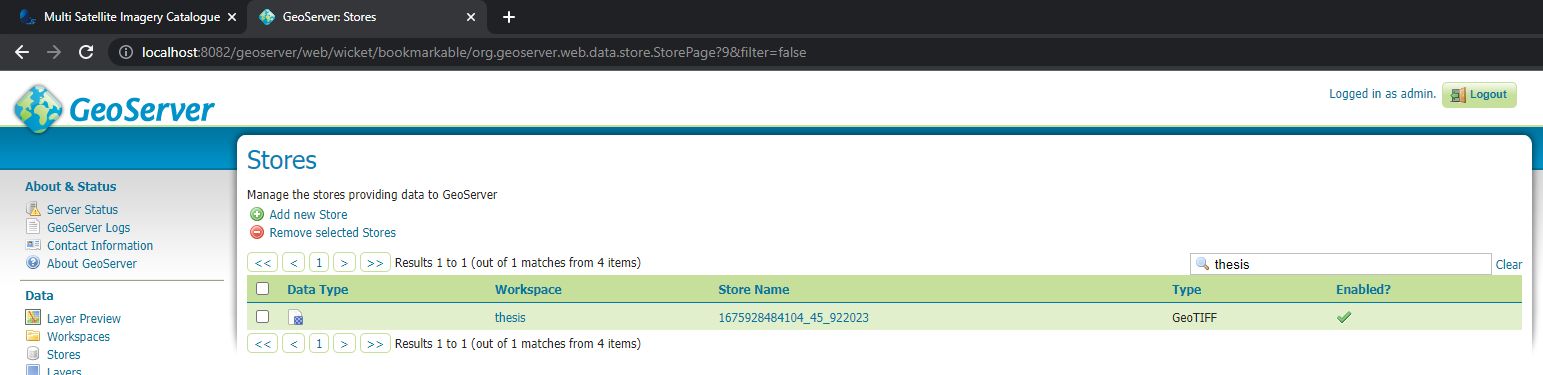 Multi Satellite Imagery Catalogue
GeoServer: Stores
localhost:8082/geoserver/web/wicket/bookmarkable/org.geoserver.web.data.store.StorePage?9&filter=false
GeoServer
Logged in as admin.
Logout
About & Status
Server Status
GeoServer Logs
Contact Information
About GeoServer
Data
Layer Preview
Workspaces
Stores
Layers
Stores
Manage the stores providing data to GeoServer
Add new Store
Remove selected Stores
<< < 1 > >> Results 1 to 1 (out of 1 matches from 4 items)
thesis
Clear
Data Type Workspace Store Name Type Enabled?
thesis 1675928484104_45_922023 GeoTIFF
<< < 1 > >> Results 1 to 1 (out of 1 matches from 4 items)